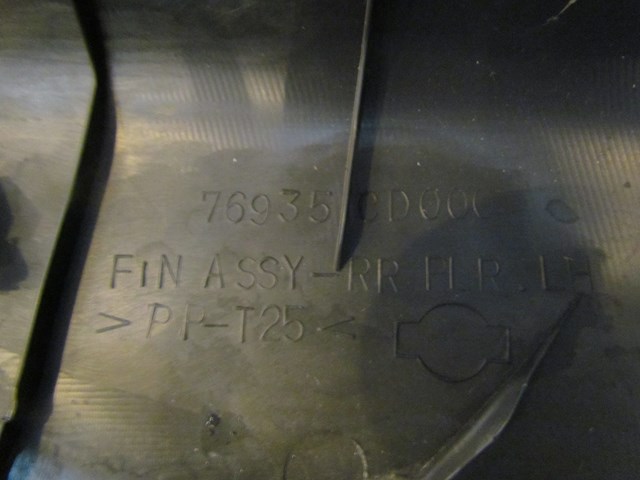 76935 CD000
FIN ASSY-RR PLR. LH
>PP-T25<